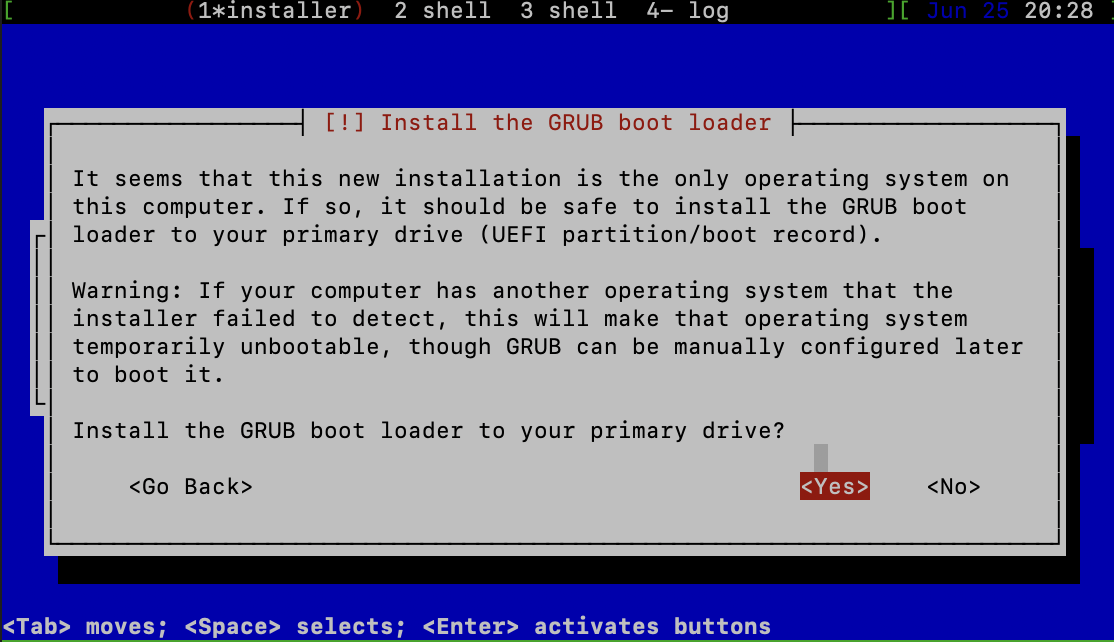 [ (1*installer) 2 shell 3 shell 4- log ][ Jun 25 20:28 ]
[!] Install the GRUB boot loader
It seems that this new installation is the only operating system on
this computer. If so, it should be safe to install the GRUB boot
loader to your primary drive (UEFI partition/boot record).
Warning: If your computer has another operating system that the
installer failed to detect, this will make that operating system
temporarily unbootable, though GRUB can be manually configured later
to boot it.
Install the GRUB boot loader to your primary drive?
<Go Back> <Yes> <No>
<Tab> moves; <Space> selects; <Enter> activates buttons